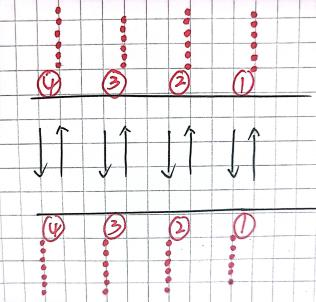 ④ ③ ② ①
④ ③ ② ①